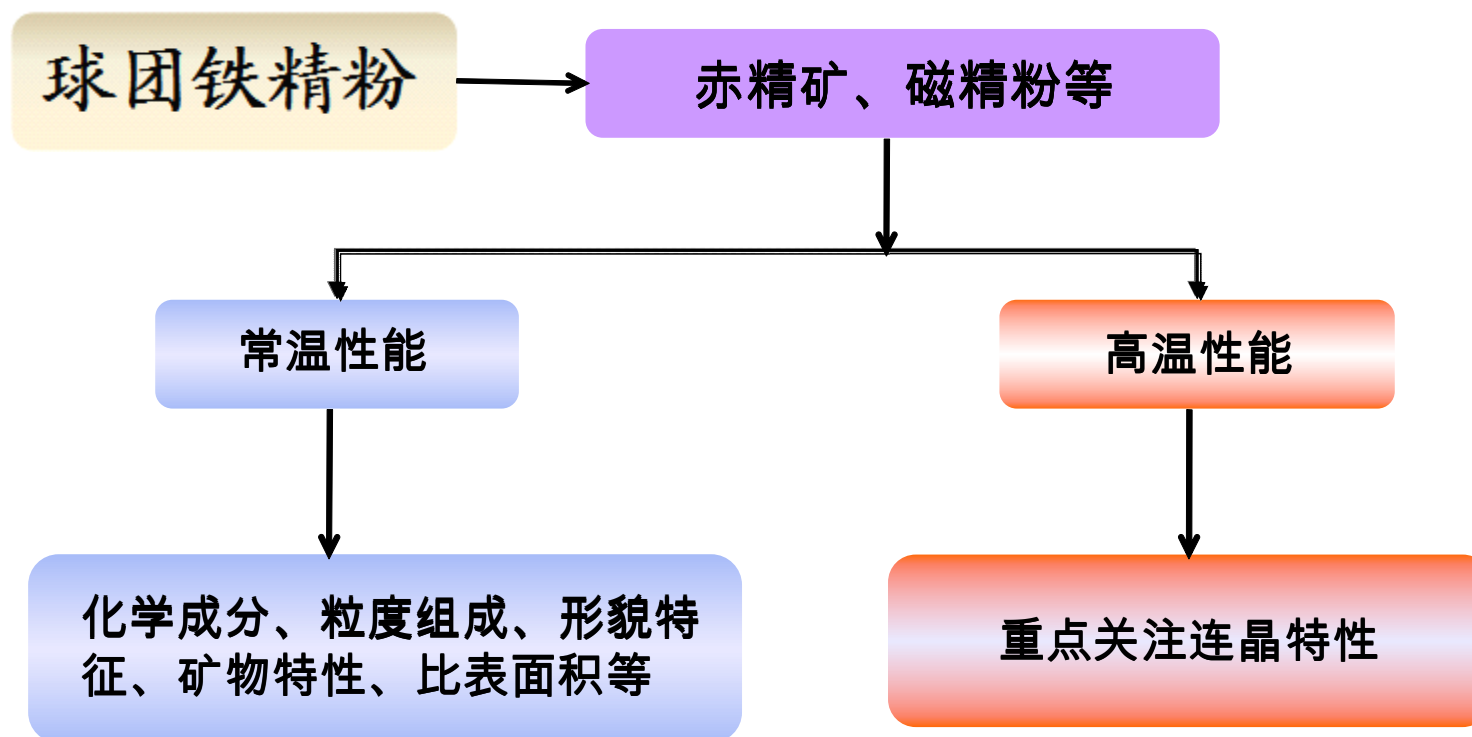 球团铁精粉
赤精矿、磁精粉等
常温性能
高温性能
化学成分、粒度组成、形貌特
征、矿物特性、比表面积等
重点关注连晶特性